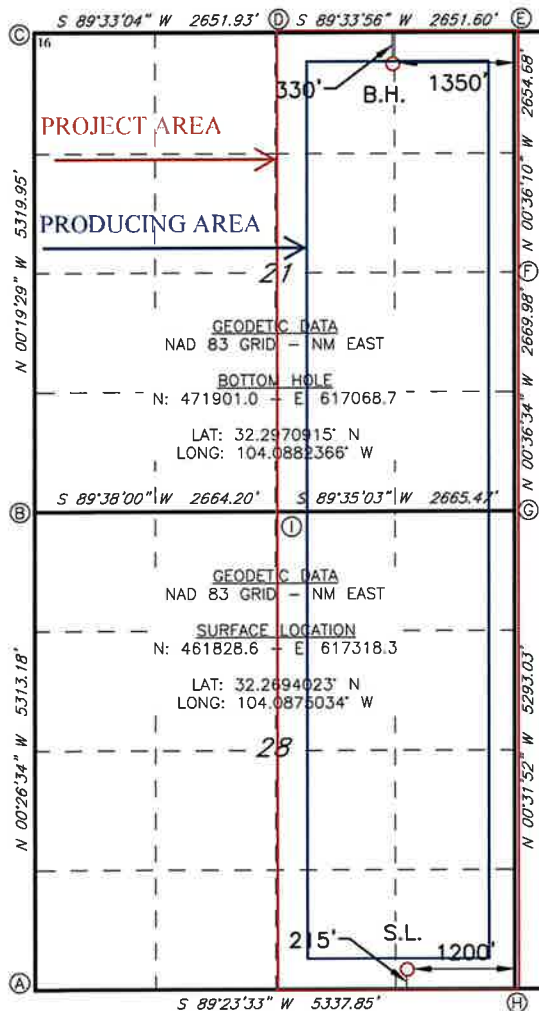 S 89°33'04" W 2651.93' S 89°33'56" W 2651.60'
C D E
16
330' B.H. 1350'
N 00°36'10" W 2654.68'
PROJECT AREA
N 00°19'29" W 5319.95'
PRODUCING AREA
F
21
GEODETIC DATA
NAD 83 GRID - NM EAST
BOTTOM HOLE
N: 471901.0 - E 617068.7
LAT: 32.2970915° N
LONG: 104.0882366° W
N 00°36'34" W 2669.98'
S 89°38'00" W 2664.20' S 89°35'03" W 2665.47'
B I G
GEODETIC DATA
NAD 83 GRID - NM EAST
SURFACE LOCATION
N: 461828.6 - E 617318.3
LAT: 32.2694023° N
LONG: 104.0875034° W
N 00°26'34" W 5313.18'
28
N 00°31'52" W 5293.03'
215' S.L. 1200'
A H
S 89°23'33" W 5337.85'